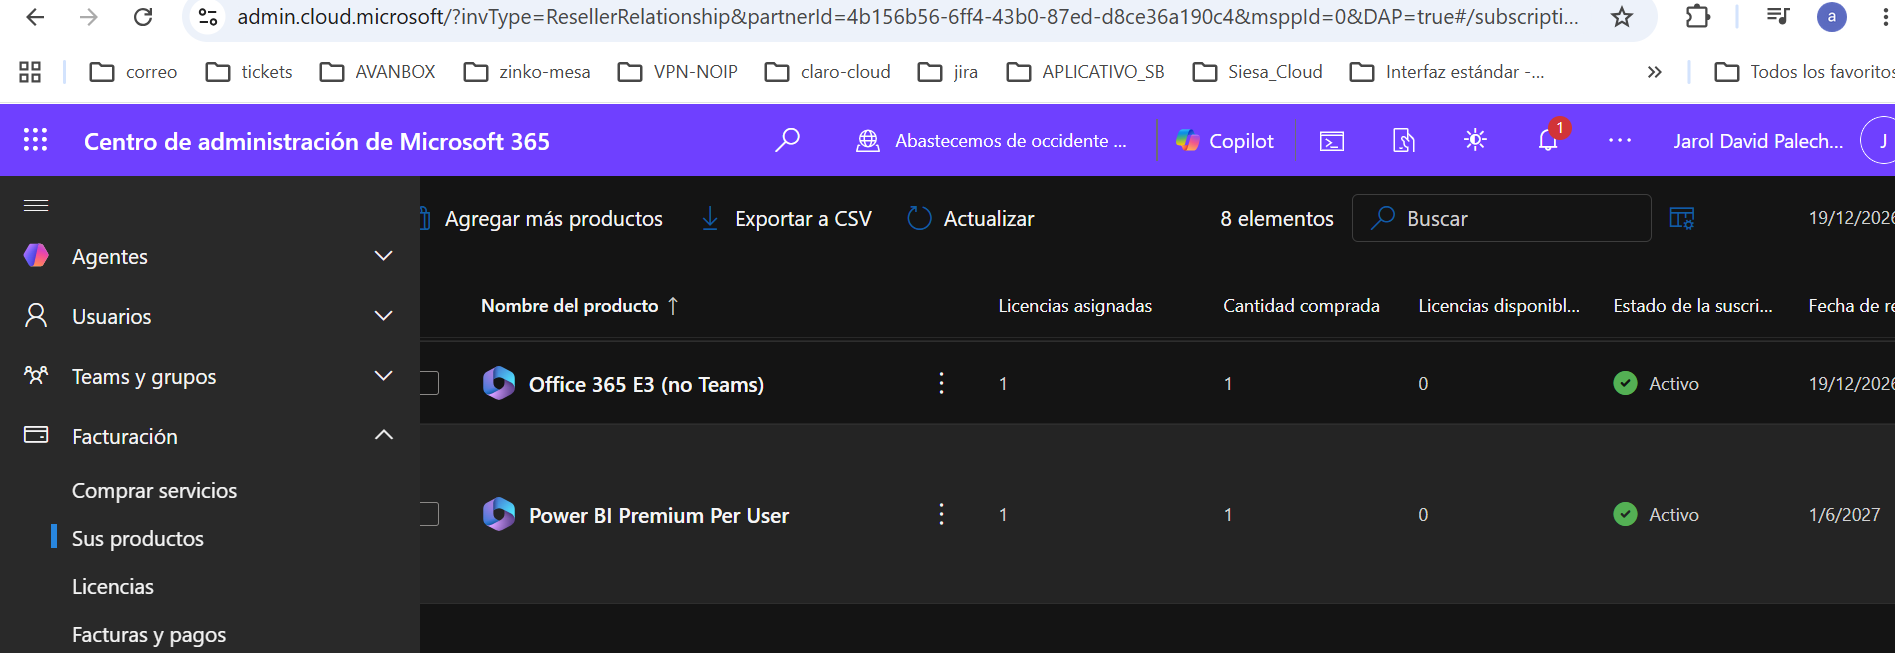 admin.cloud.microsoft/?invType=ResellerRelationship&partnerId=4b156b56-6ff4-43b0-87ed-d8ce36a190c4&msppId=0&DAP=true#/subscripti...
a
correo tickets AVANBOX zinko-mesa VPN-NOIP claro-cloud jira APLICATIVO_SB Siesa_Cloud Interfaz estándar -... » Todos los favoritos
Centro de administración de Microsoft 365 Abastecemos de occidente ... Copilot 1 ... Jarol David Palech... J
Agregar más productos Exportar a CSV Actualizar 8 elementos Buscar 19/12/2026
Agentes
Usuarios
Teams y grupos
Facturación
Comprar servicios
Sus productos
Licencias
Facturas y pagos
Nombre del producto ↑ Licencias asignadas Cantidad comprada Licencias disponibl... Estado de la suscri... Fecha de re
Office 365 E3 (no Teams) 1 1 0 Activo 19/12/2026
Power BI Premium Per User 1 1 0 Activo 1/6/2027